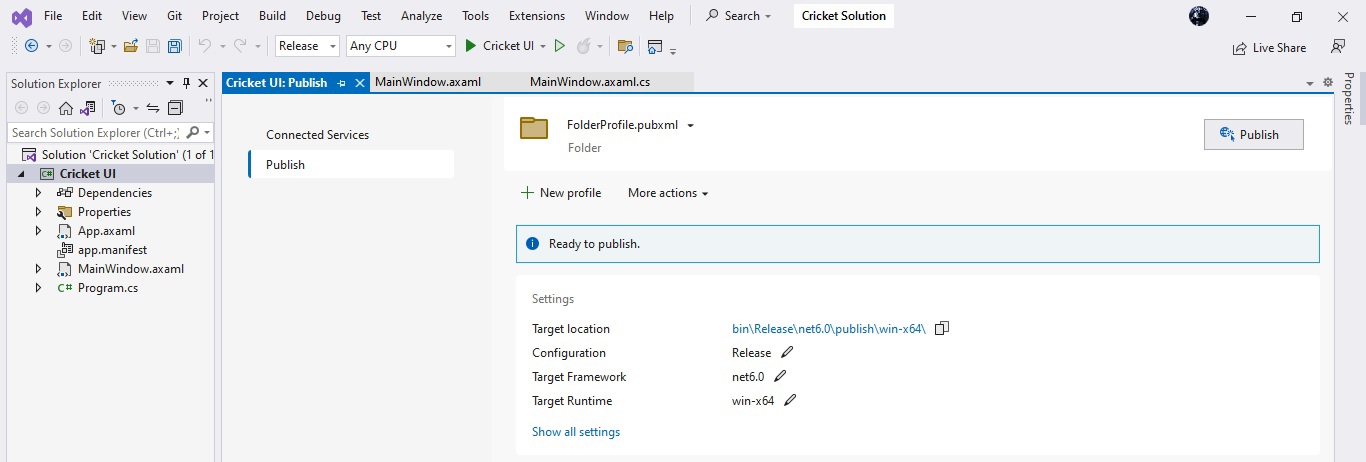 File Edit View Git Project Build Debug Test Analyze Tools Extensions Window Help Search Cricket Solution
Release Any CPU Cricket UI Live Share
Solution Explorer
Search Solution Explorer (Ctrl+;)
Solution 'Cricket Solution' (1 of 1
C# Cricket UI
Dependencies
Properties
App.axaml
app.manifest
MainWindow.axaml
C# Program.cs
Cricket UI: Publish MainWindow.axaml MainWindow.axaml.cs
Connected Services
Publish
FolderProfile.pubxml
Folder
Publish
New profile More actions
Ready to publish.
Settings
Target location bin\Release\net6.0\publish\win-x64\
Configuration Release
Target Framework net6.0
Target Runtime win-x64
Show all settings
Properties